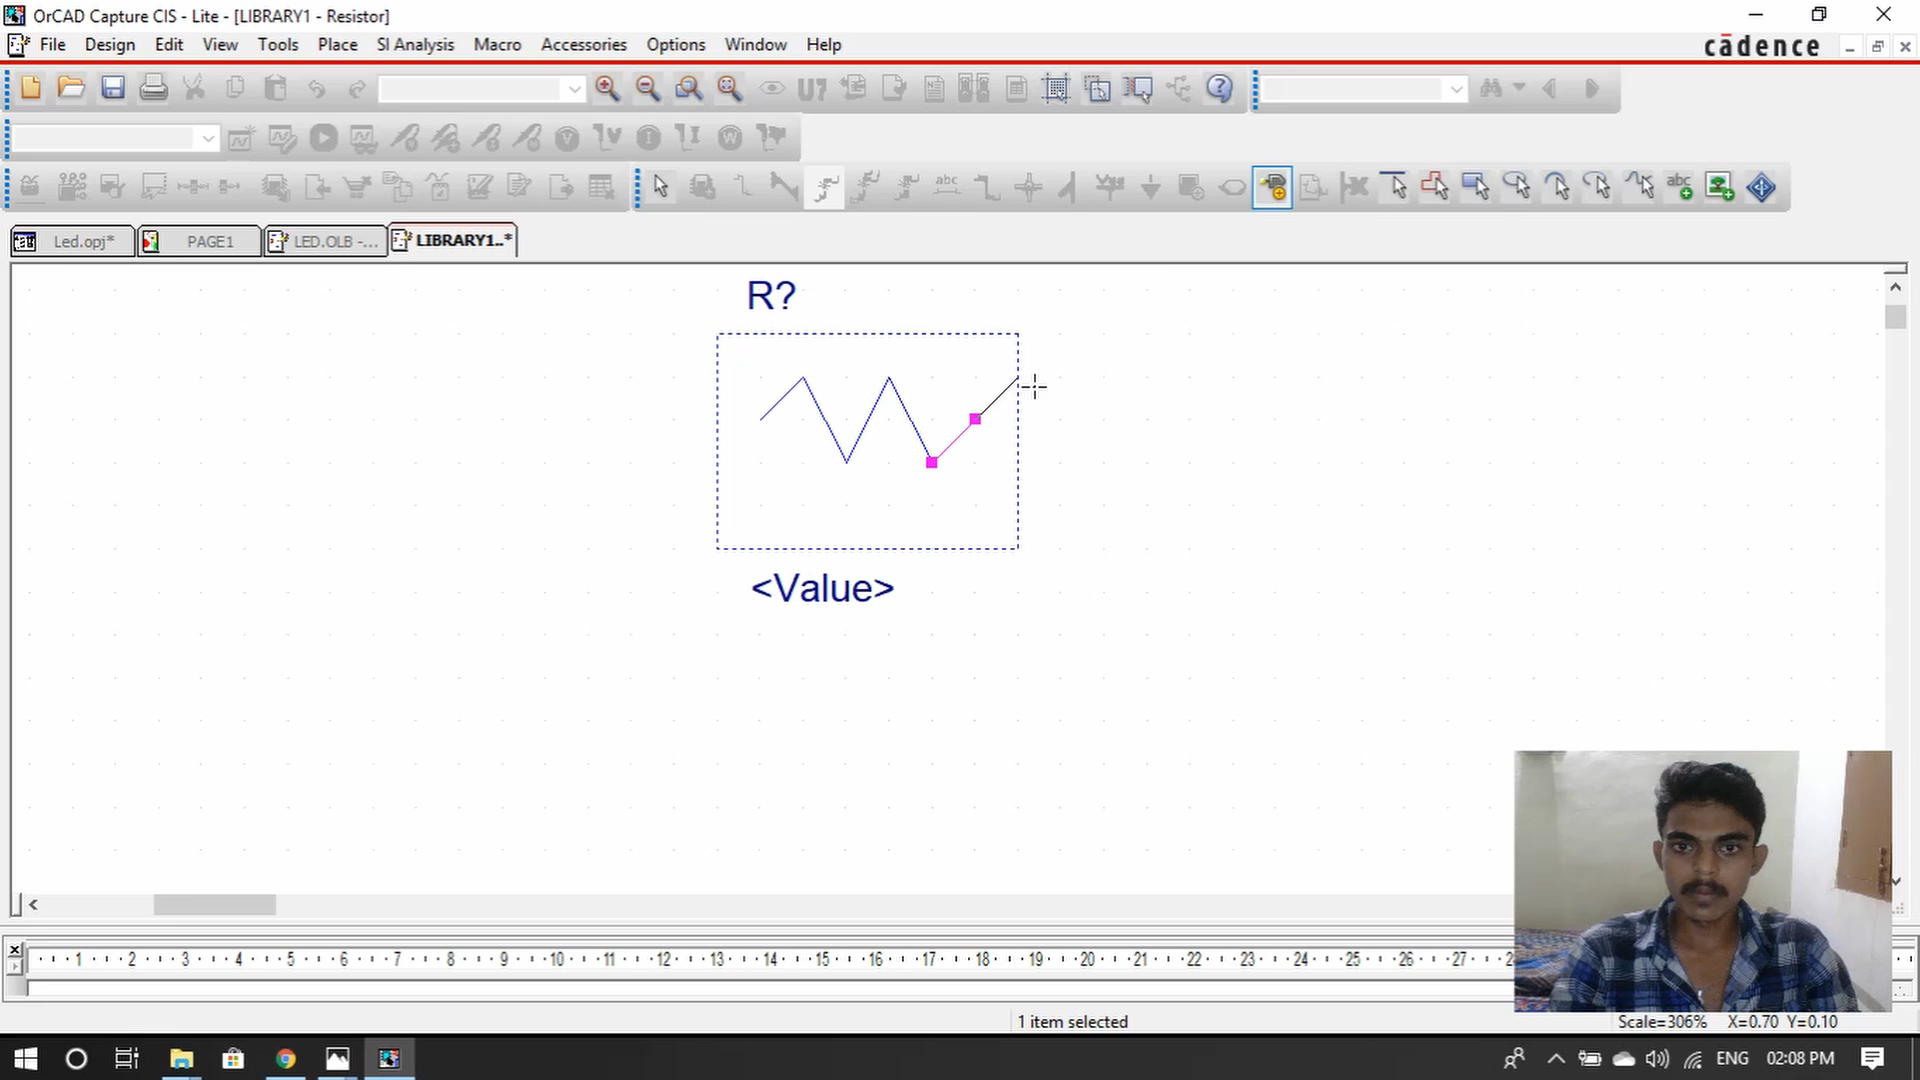 OrCAD Capture CIS - Lite - [LIBRARY1 - Resistor]
File Design Edit View Tools Place SI Analysis Macro Accessories Options Window Help
cādence
U?
V V I I W
abc abc
Led.opj* PAGE1 LED.OLB -... LIBRARY1..*
R?
<Value>
1 2 3 4 5 6 7 8 9 10 11 12 13 14 15 16 17 18 19 20 21 22 23 24 25 26 27
1 item selected
Scale=306% X=0.70 Y=0.10
ENG 02:08 PM